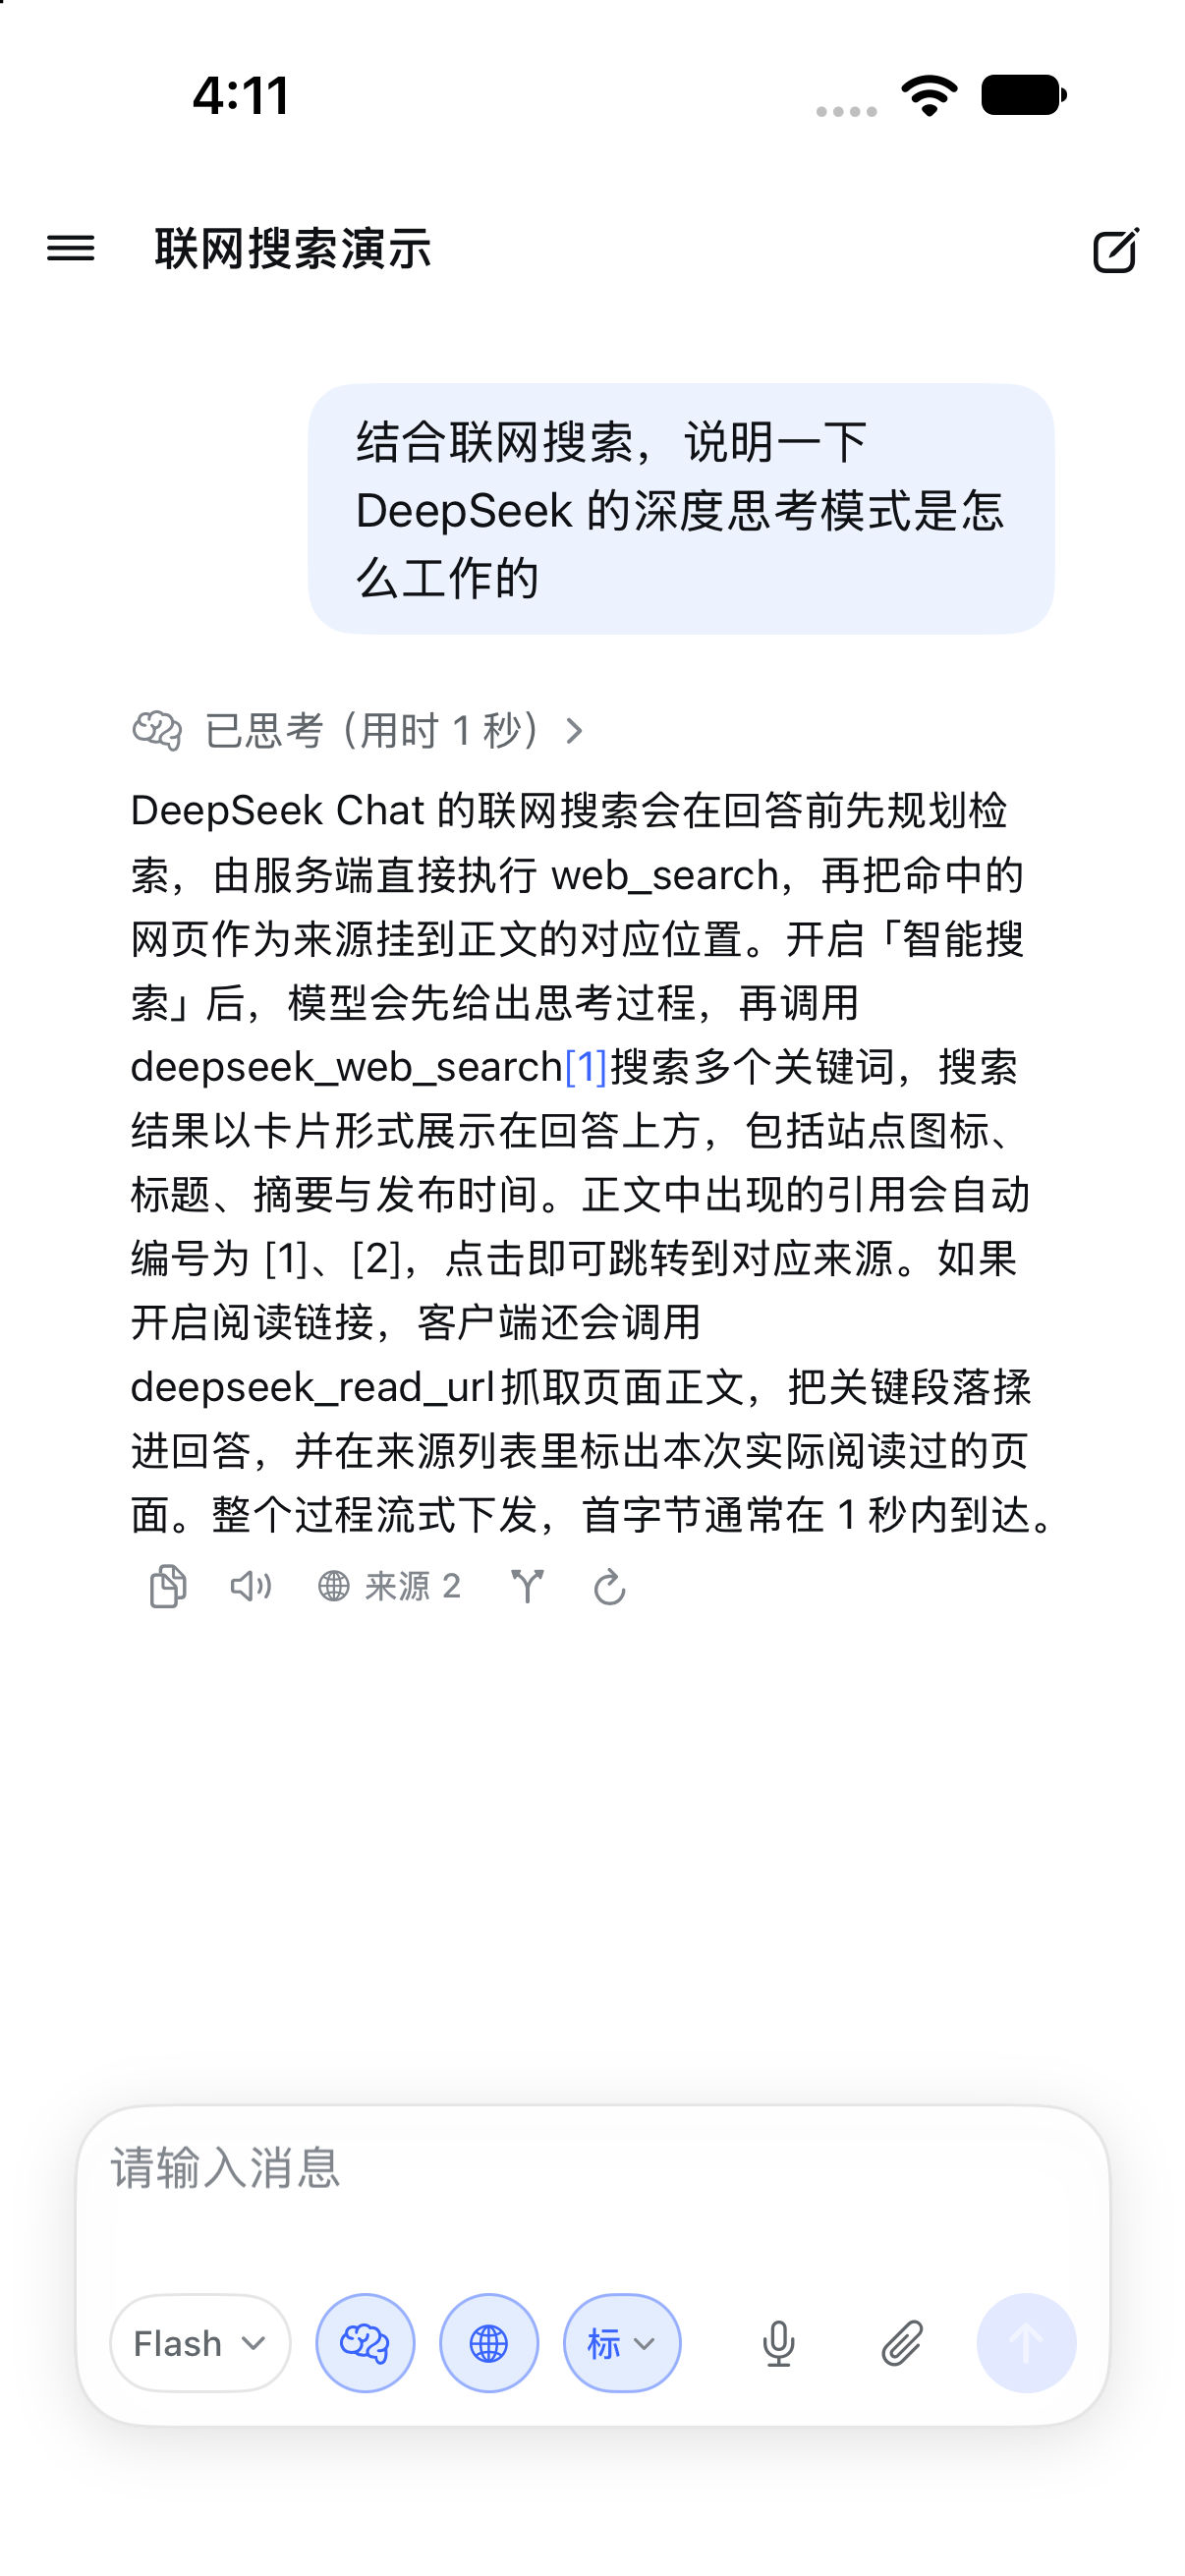 4:11
联网搜索演示
结合联网搜索，说明一下
DeepSeek 的深度思考模式是怎
么工作的
已思考（用时 1 秒）
DeepSeek Chat 的联网搜索会在回答前先规划检
索，由服务端直接执行 web_search，再把命中的
网页作为来源挂到正文的对应位置。开启「智能搜
索」后，模型会先给出思考过程，再调用
deepseek_web_search[1]搜索多个关键词，搜索
结果以卡片形式展示在回答上方，包括站点图标、
标题、摘要与发布时间。正文中出现的引用会自动
编号为 [1]、[2]，点击即可跳转到对应来源。如果
开启阅读链接，客户端还会调用
deepseek_read_url 抓取页面正文，把关键段落揉
进回答，并在来源列表里标出本次实际阅读过的页
面。整个过程流式下发，首字节通常在 1 秒内到达。
来源 2
请输入消息
Flash
标